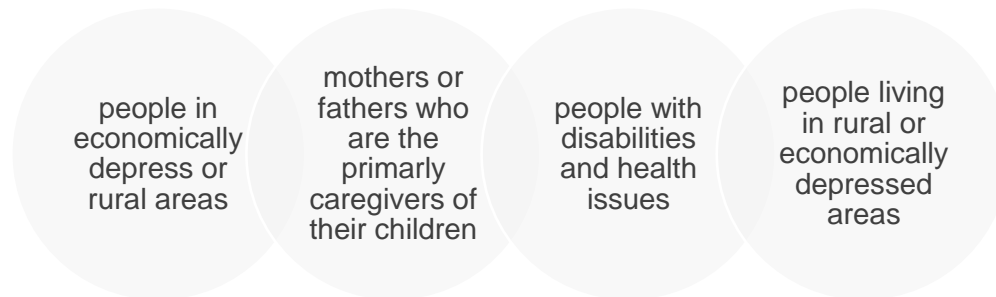 people in
economically
depress or
rural areas
mothers or
fathers who
are the
primarly
caregivers of
their children
people with
disabilities
and health
issues
people living
in rural or
economically
depressed
areas